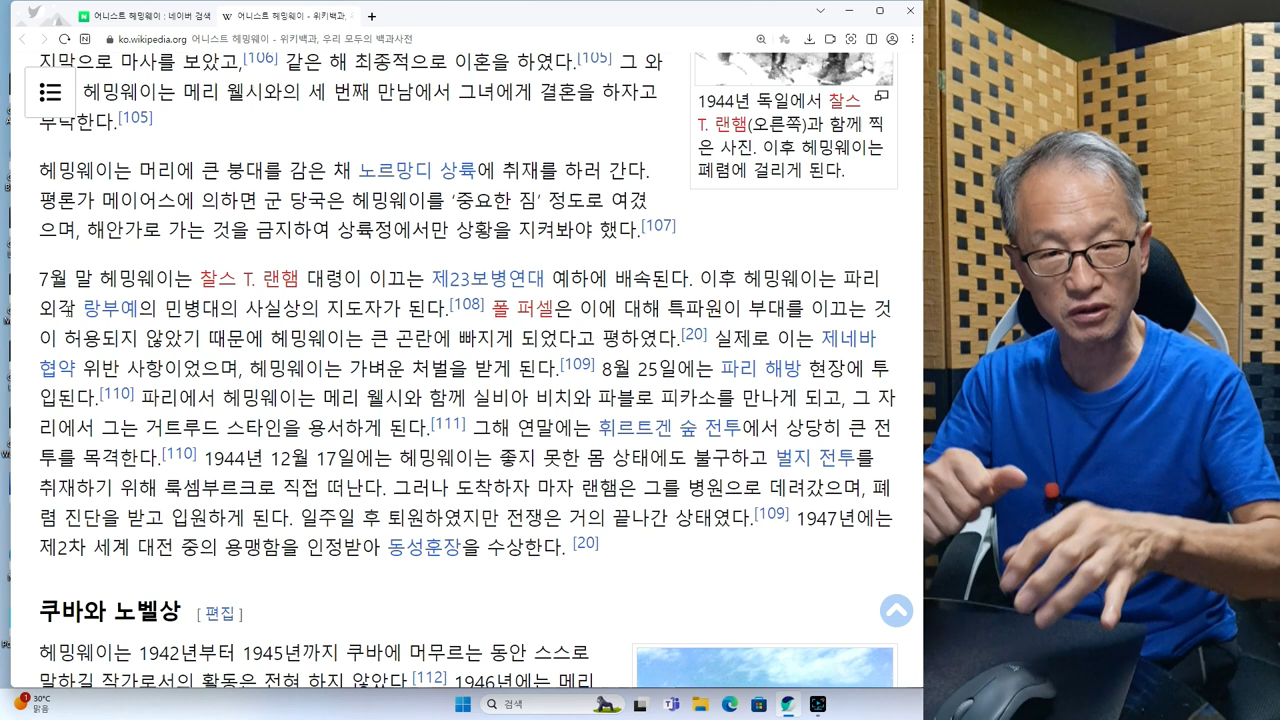 어니스트 헤밍웨이 : 네이버 검색
어니스트 헤밍웨이 - 위키백과,
ko.wikipedia.org 어니스트 헤밍웨이 - 위키백과, 우리 모두의 백과사전
지막으로 마사를 보았고,[106] 같은 해 최종적으로 이혼을 하였다.[105] 그 와
헤밍웨이는 메리 월시와의 세 번째 만남에서 그녀에게 결혼을 하자고
부탁한다.[105]
1944년 독일에서 찰스
T. 랜햄(오른쪽)과 함께 찍
은 사진. 이후 헤밍웨이는
폐렴에 걸리게 된다.
헤밍웨이는 머리에 큰 붕대를 감은 채 노르망디 상륙에 취재를 하러 간다.
평론가 메이어스에 의하면 군 당국은 헤밍웨이를 ‘중요한 짐’ 정도로 여겼
으며, 해안가로 가는 것을 금지하여 상륙정에서만 상황을 지켜봐야 했다.[107]
7월 말 헤밍웨이는 찰스 T. 랜햄 대령이 이끄는 제23보병연대 예하에 배속된다. 이후 헤밍웨이는 파리
외곽 랑부예의 민병대의 사실상의 지도자가 된다.[108] 폴 퍼셀은 이에 대해 특파원이 부대를 이끄는 것
이 허용되지 않았기 때문에 헤밍웨이는 큰 곤란에 빠지게 되었다고 평하였다.[20] 실제로 이는 제네바
협약 위반 사항이었으며, 헤밍웨이는 가벼운 처벌을 받게 된다.[109] 8월 25일에는 파리 해방 현장에 투
입된다.[110] 파리에서 헤밍웨이는 메리 월시와 함께 실비아 비치와 파블로 피카소를 만나게 되고, 그 자
리에서 그는 거트루드 스타인을 용서하게 된다.[111] 그해 연말에는 휘르트겐 숲 전투에서 상당히 큰 전
투를 목격한다.[110] 1944년 12월 17일에는 헤밍웨이는 좋지 못한 몸 상태에도 불구하고 벌지 전투를
취재하기 위해 룩셈부르크로 직접 떠난다. 그러나 도착하자 마자 랜햄은 그를 병원으로 데려갔으며, 폐
렴 진단을 받고 입원하게 된다. 일주일 후 퇴원하였지만 전쟁은 거의 끝나간 상태였다.[109] 1947년에는
제2차 세계 대전 중의 용맹함을 인정받아 동성훈장을 수상한다. [20]
쿠바와 노벨상 [ 편집 ]
헤밍웨이는 1942년부터 1945년까지 쿠바에 머무르는 동안 스스로
말하길 작가로서의 활동은 전혀 하지 않았다.[112] 1946년에는 메리
30°C
맑음
검색